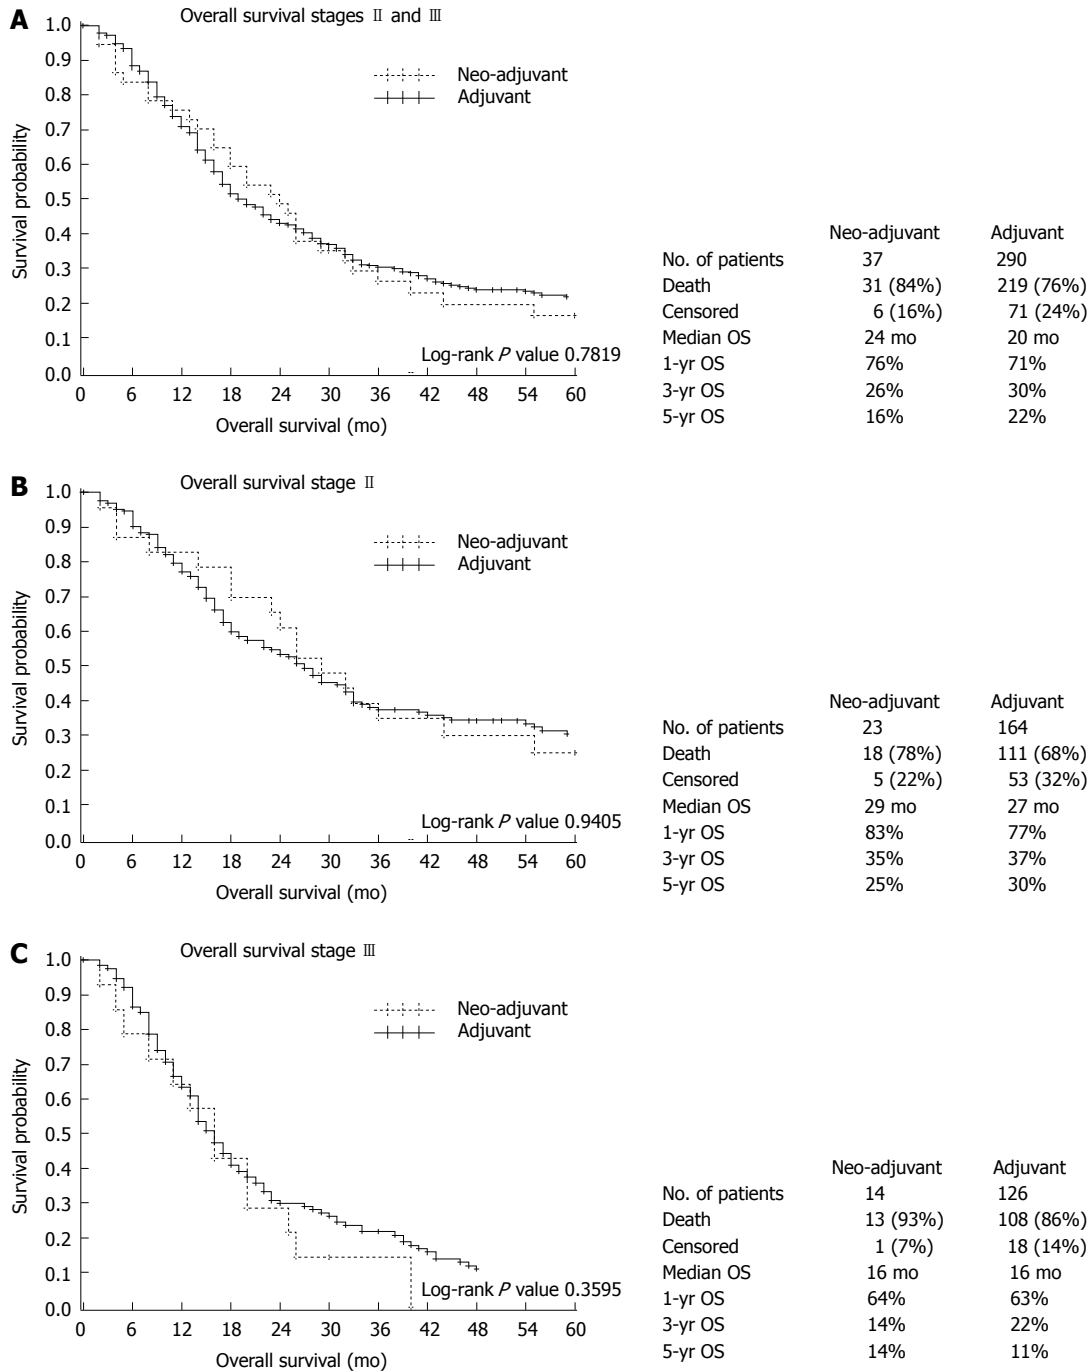 A
Overall survival stages Ⅱ and Ⅲ
1.0
0.9
0.8
0.7
0.6
0.5
0.4
0.3
0.2
0.1
0.0
Survival probability
Neo-adjuvant
Adjuvant
Log-rank P value 0.7819
0 6 12 18 24 30 36 42 48 54 60
Overall survival (mo)
Neo-adjuvant Adjuvant
No. of patients 37 290
Death 31 (84%) 219 (76%)
Censored 6 (16%) 71 (24%)
Median OS 24 mo 20 mo
1-yr OS 76% 71%
3-yr OS 26% 30%
5-yr OS 16% 22%
B
Overall survival stage Ⅱ
1.0
0.9
0.8
0.7
0.6
0.5
0.4
0.3
0.2
0.1
0.0
Survival probability
Neo-adjuvant
Adjuvant
Log-rank P value 0.9405
0 6 12 18 24 30 36 42 48 54 60
Overall survival (mo)
Neo-adjuvant Adjuvant
No. of patients 23 164
Death 18 (78%) 111 (68%)
Censored 5 (22%) 53 (32%)
Median OS 29 mo 27 mo
1-yr OS 83% 77%
3-yr OS 35% 37%
5-yr OS 25% 30%
C
Overall survival stage Ⅲ
1.0
0.9
0.8
0.7
0.6
0.5
0.4
0.3
0.2
0.1
0.0
Survival probability
Neo-adjuvant
Adjuvant
Log-rank P value 0.3595
0 6 12 18 24 30 36 42 48 54 60
Overall survival (mo)
Neo-adjuvant Adjuvant
No. of patients 14 126
Death 13 (93%) 108 (86%)
Censored 1 (7%) 18 (14%)
Median OS 16 mo 16 mo
1-yr OS 64% 63%
3-yr OS 14% 22%
5-yr OS 14% 11%